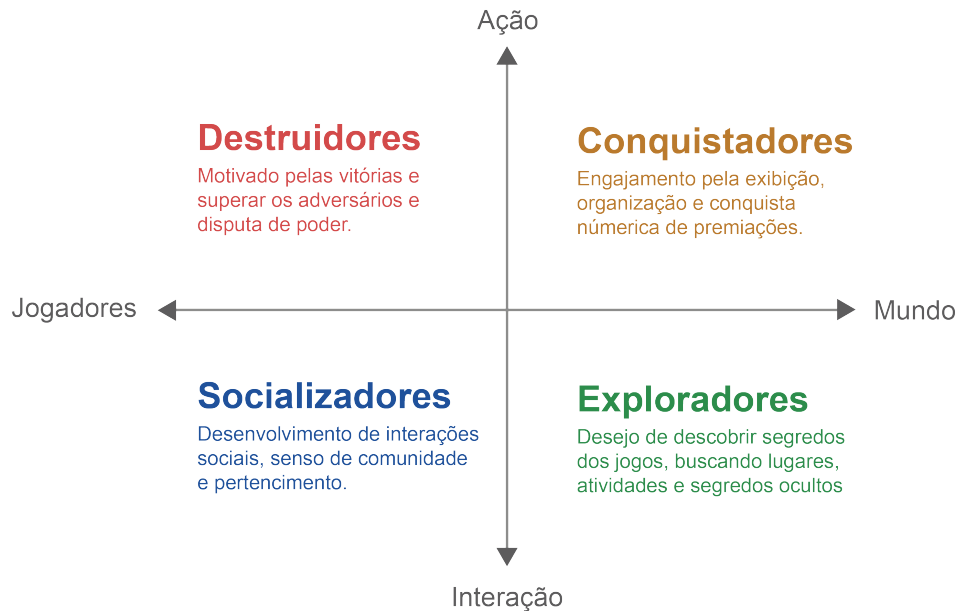 Ação
Destruidores
Motivado pelas vitórias e
superar os adversários e
disputa de poder.
Conquistadores
Engajamento pela exibição,
organização e conquista
númerica de premiações.
Jogadores
Mundo
Socializadores
Desenvolvimento de interações
sociais, senso de comunidade
e pertencimento.
Exploradores
Desejo de descobrir segredos
dos jogos, buscando lugares,
atividades e segredos ocultos
Interação